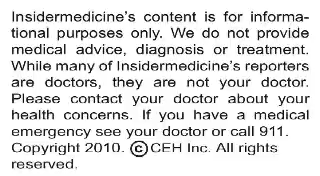 Insidermedicine's content is for informa-
tional purposes only. We do not provide
medical advice, diagnosis or treatment.
While many of Insidermedicine's reporters
are doctors, they are not your doctor.
Please contact your doctor about your
health concerns. If you have a medical
emergency see your doctor or call 911.
Copyright 2010. © CEH Inc. All rights
reserved.